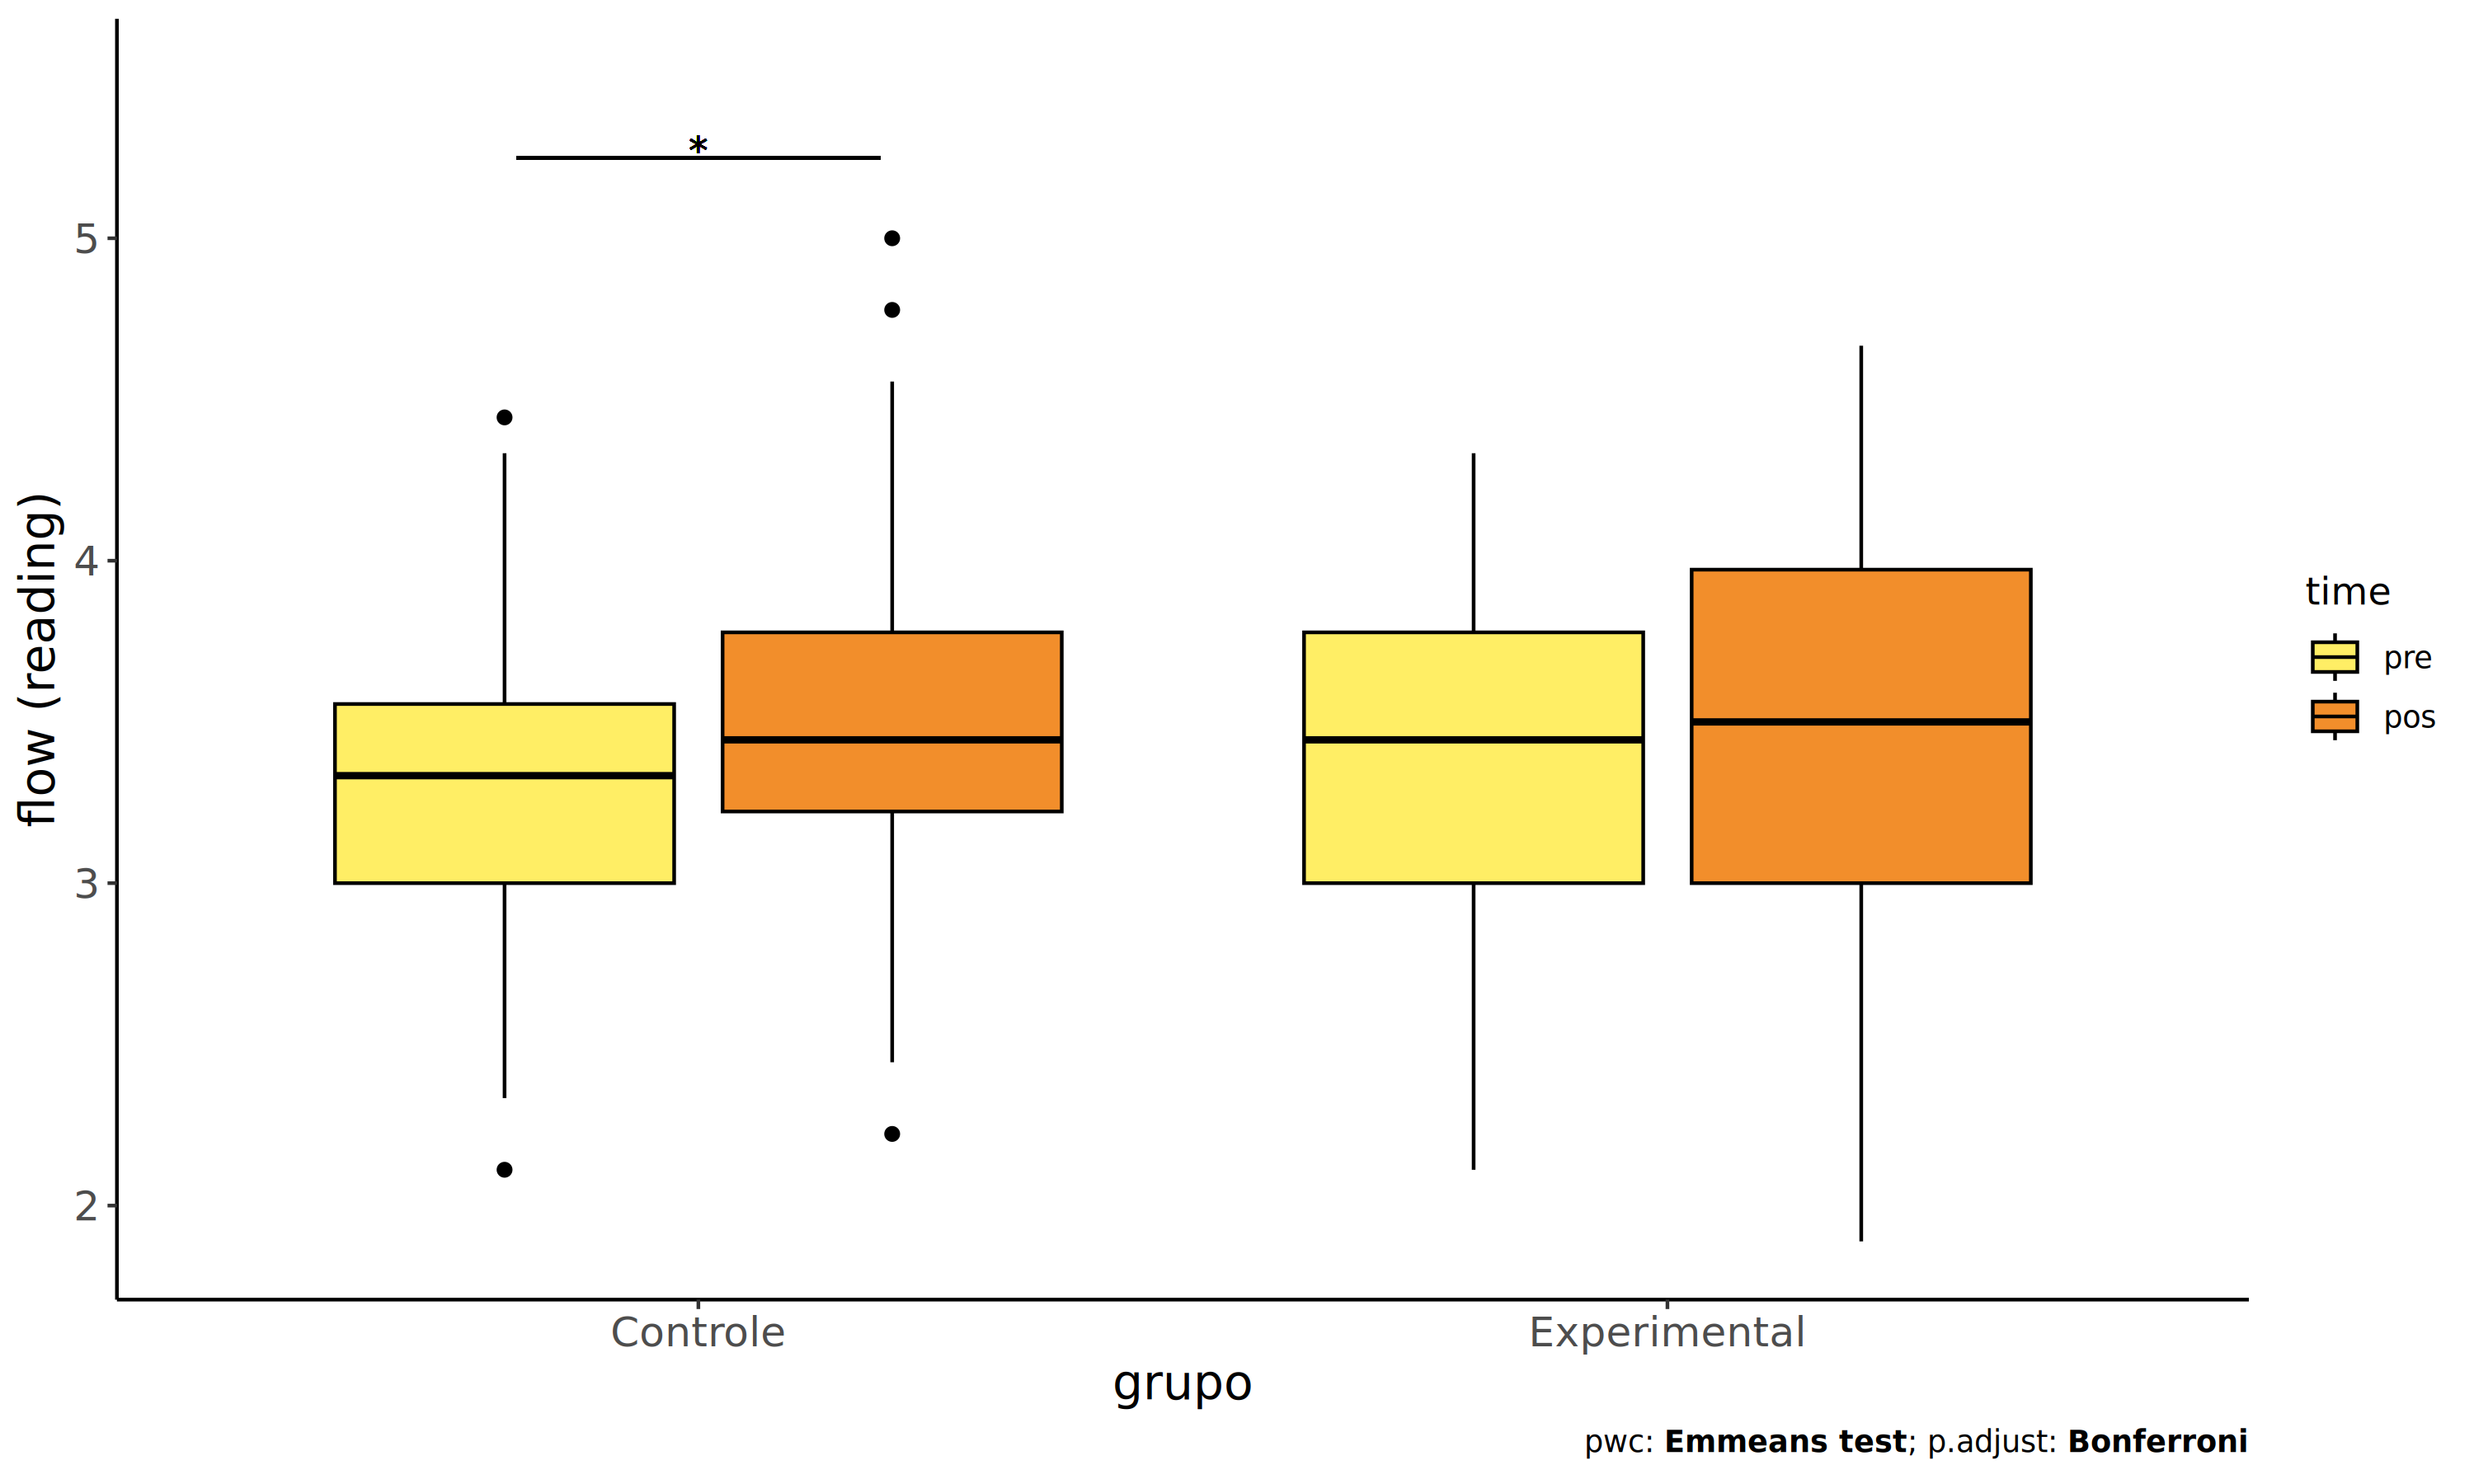 *
5
4
3
2
flow (reading)
Controle
Experimental
grupo
time
pre
pos
pwc: Emmeans test; p.adjust: Bonferroni